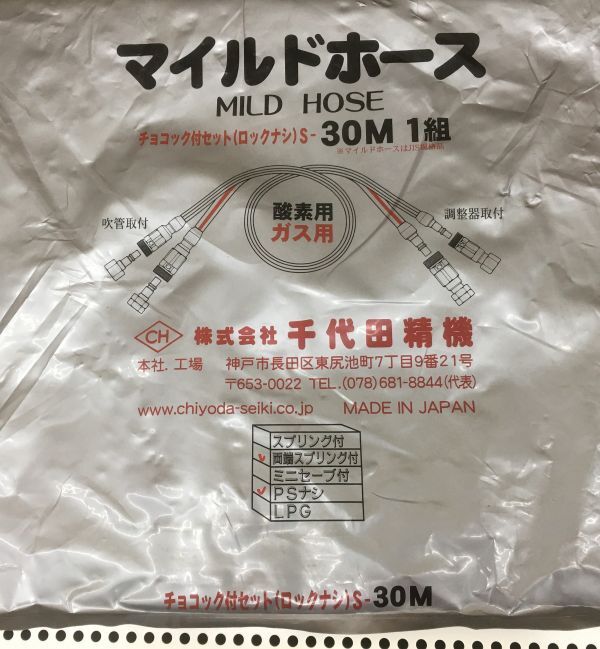 マイルドホース
MILD HOSE
チョコック付セット(ロックナシ)S-30M 1組
※マイルドホースはJIS規格品
吹管取付
酸素用
調整器取付
ガス用
CH 株式会社 千代田精機
本社.工場 神戸市長田区東尻池町7丁目9番21号
〒653-0022 TEL.(078)681-8844(代表)
www.chiyoda-seiki.co.jp MADE IN JAPAN
スプリング付
両端スプリング付
ミニセーブ付
PSナシ
LPG
チョコック付セット(ロックナシ)S-30M